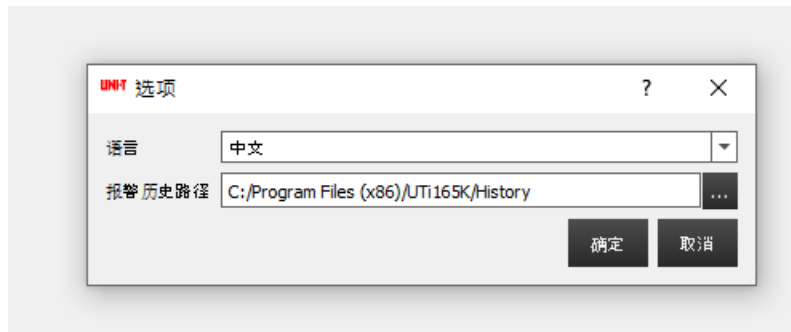 UNI-T 选项 ?
语言 中文
报警历史路径 C:/Program Files (x86)/UTi165K/History ...
确定 取消